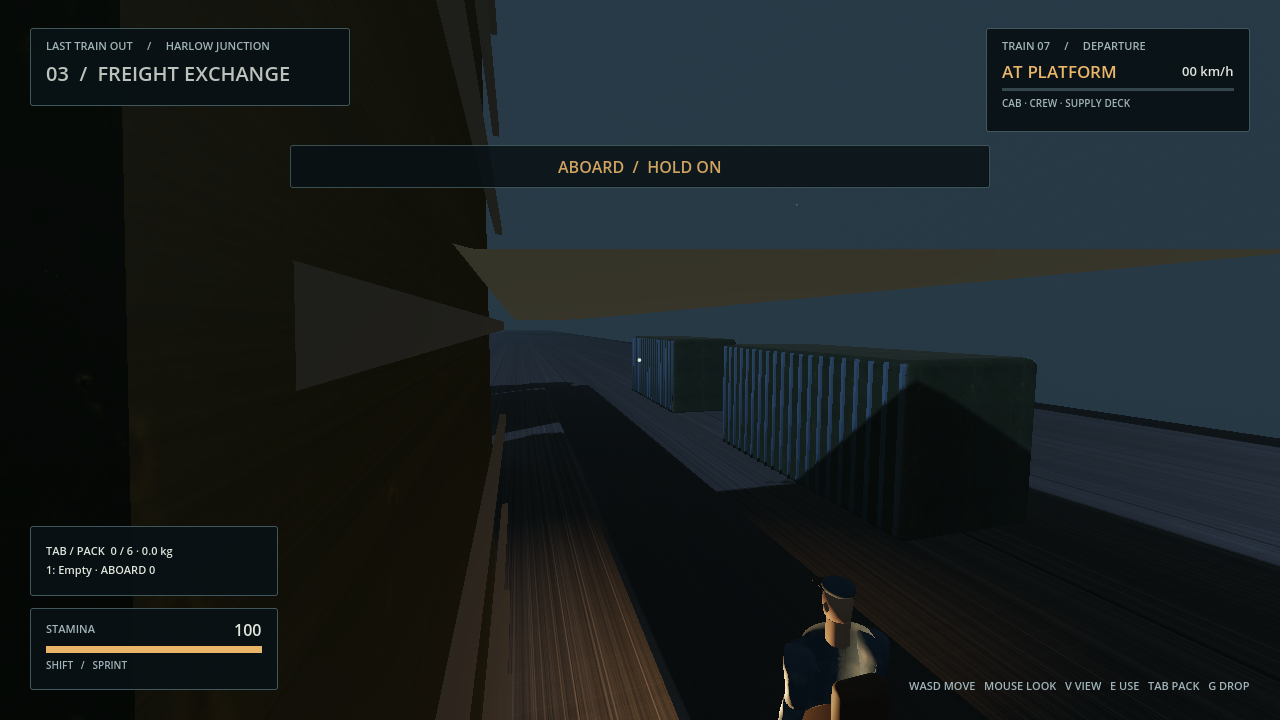 LAST TRAIN OUT / HARLOW JUNCTION
03 / FREIGHT EXCHANGE
TRAIN 07 / DEPARTURE
AT PLATFORM 00 km/h
CAB · CREW · SUPPLY DECK
ABOARD / HOLD ON
TAB / PACK 0 / 6 · 0.0 kg
1: Empty · ABOARD 0
STAMINA 100
SHIFT / SPRINT
WASD MOVE MOUSE LOOK V VIEW E USE TAB PACK G DROP